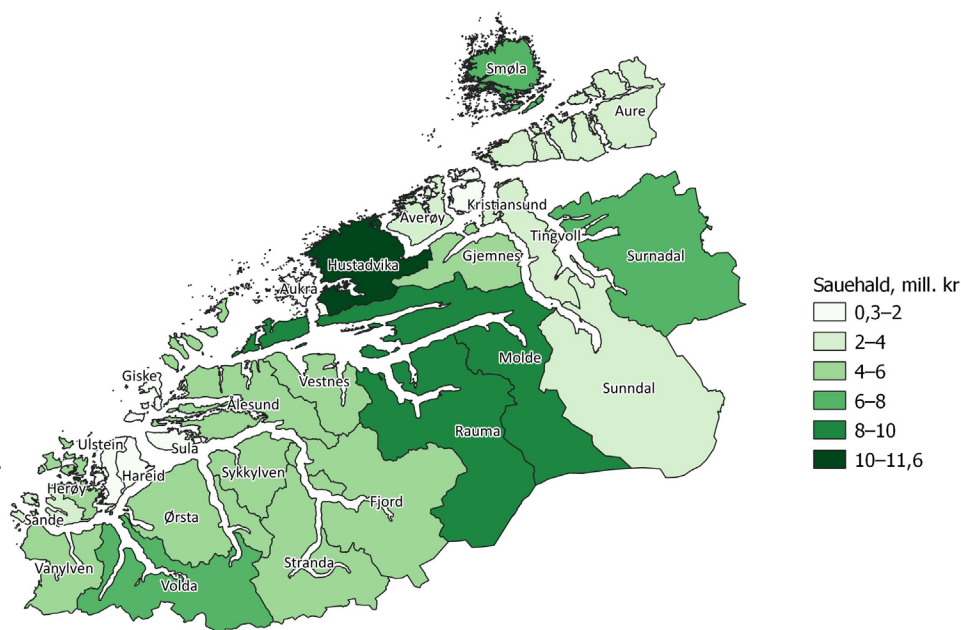 Smøla
Aure
Kristiansund
Averøy
Tingvoll
Gjemnes
Surnadal
Hustadvika
Aukra
Molde
Giske
Vestnes
Sunndal
Ålesund
Rauma
Ulstein
Sula
Hareid
Sykkylven
Herøy
Fjord
Ørsta
Sande
Stranda
Vanylven
Volda
Sauehald, mill. kr
0,3–2
2–4
4–6
6–8
8–10
10–11,6